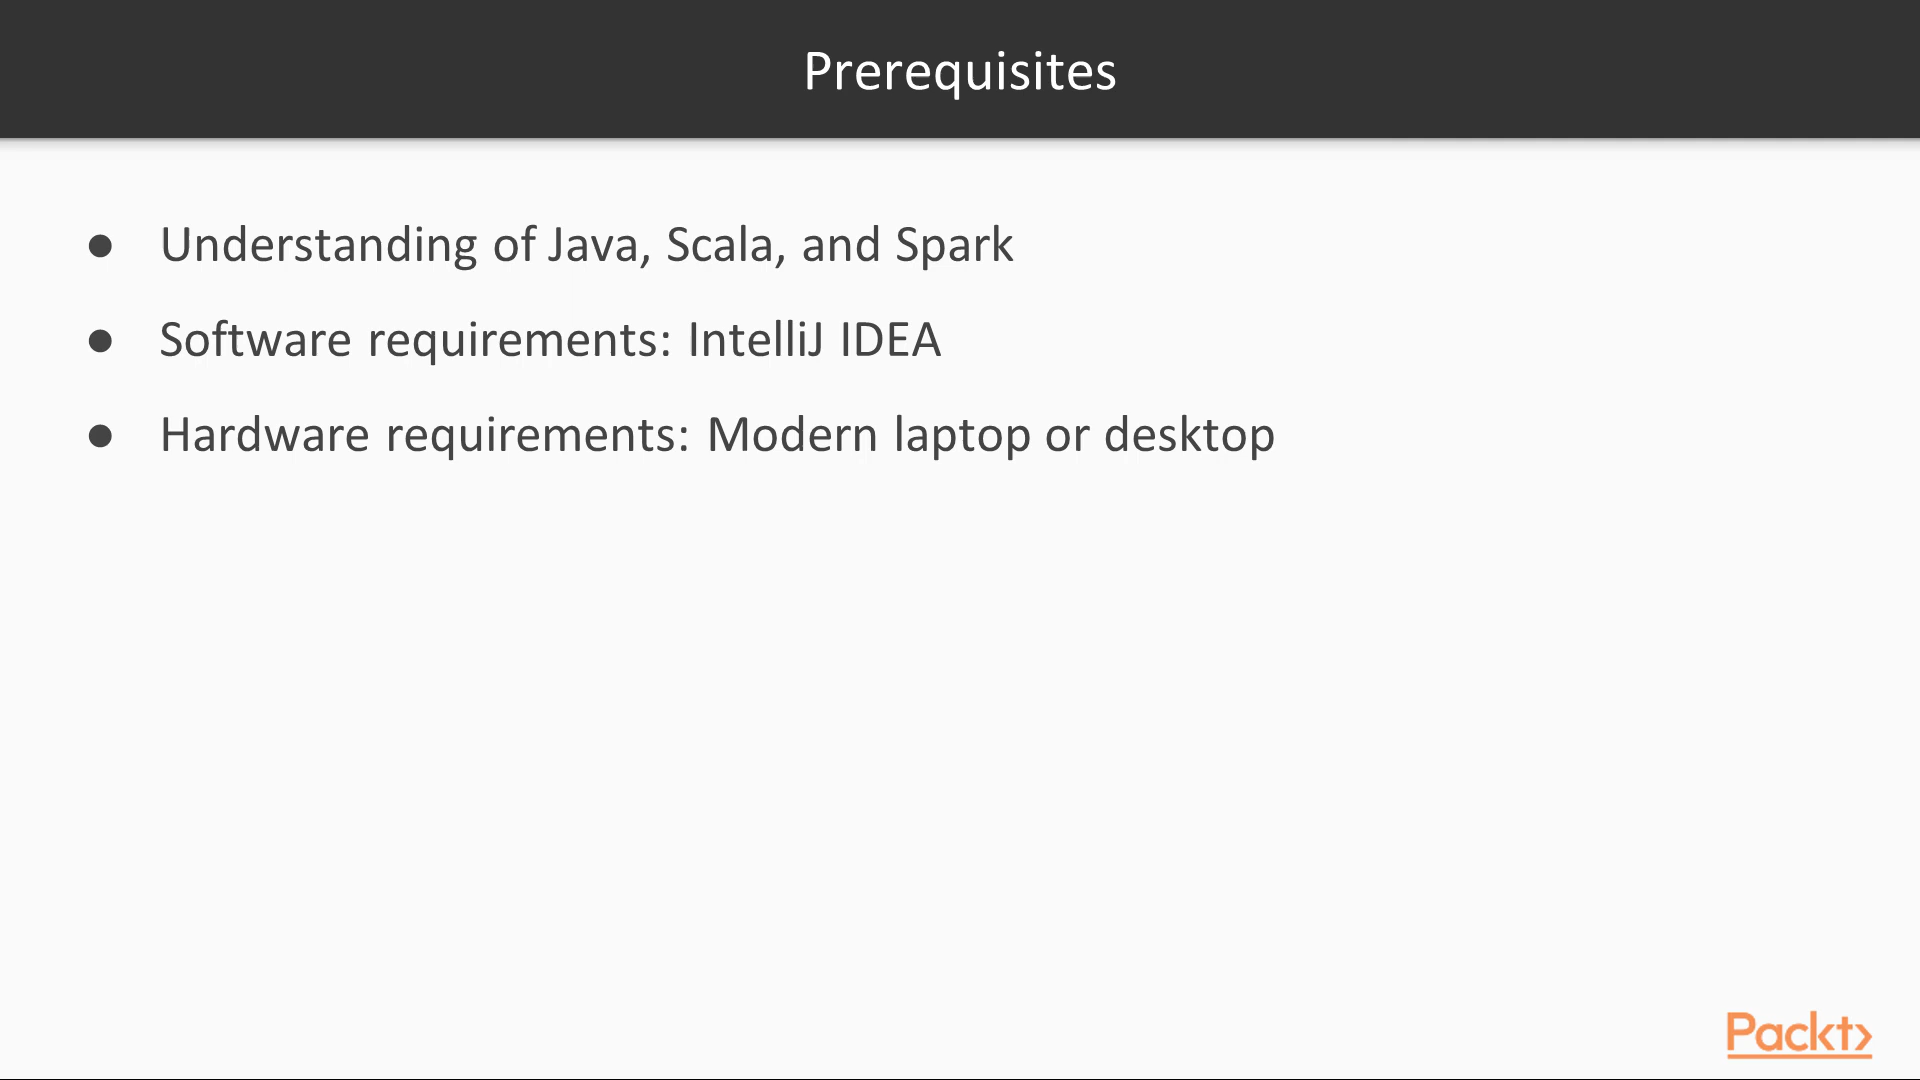 Prerequisites
● Understanding of Java, Scala, and Spark
● Software requirements: IntelliJ IDEA
● Hardware requirements: Modern laptop or desktop
Packt>